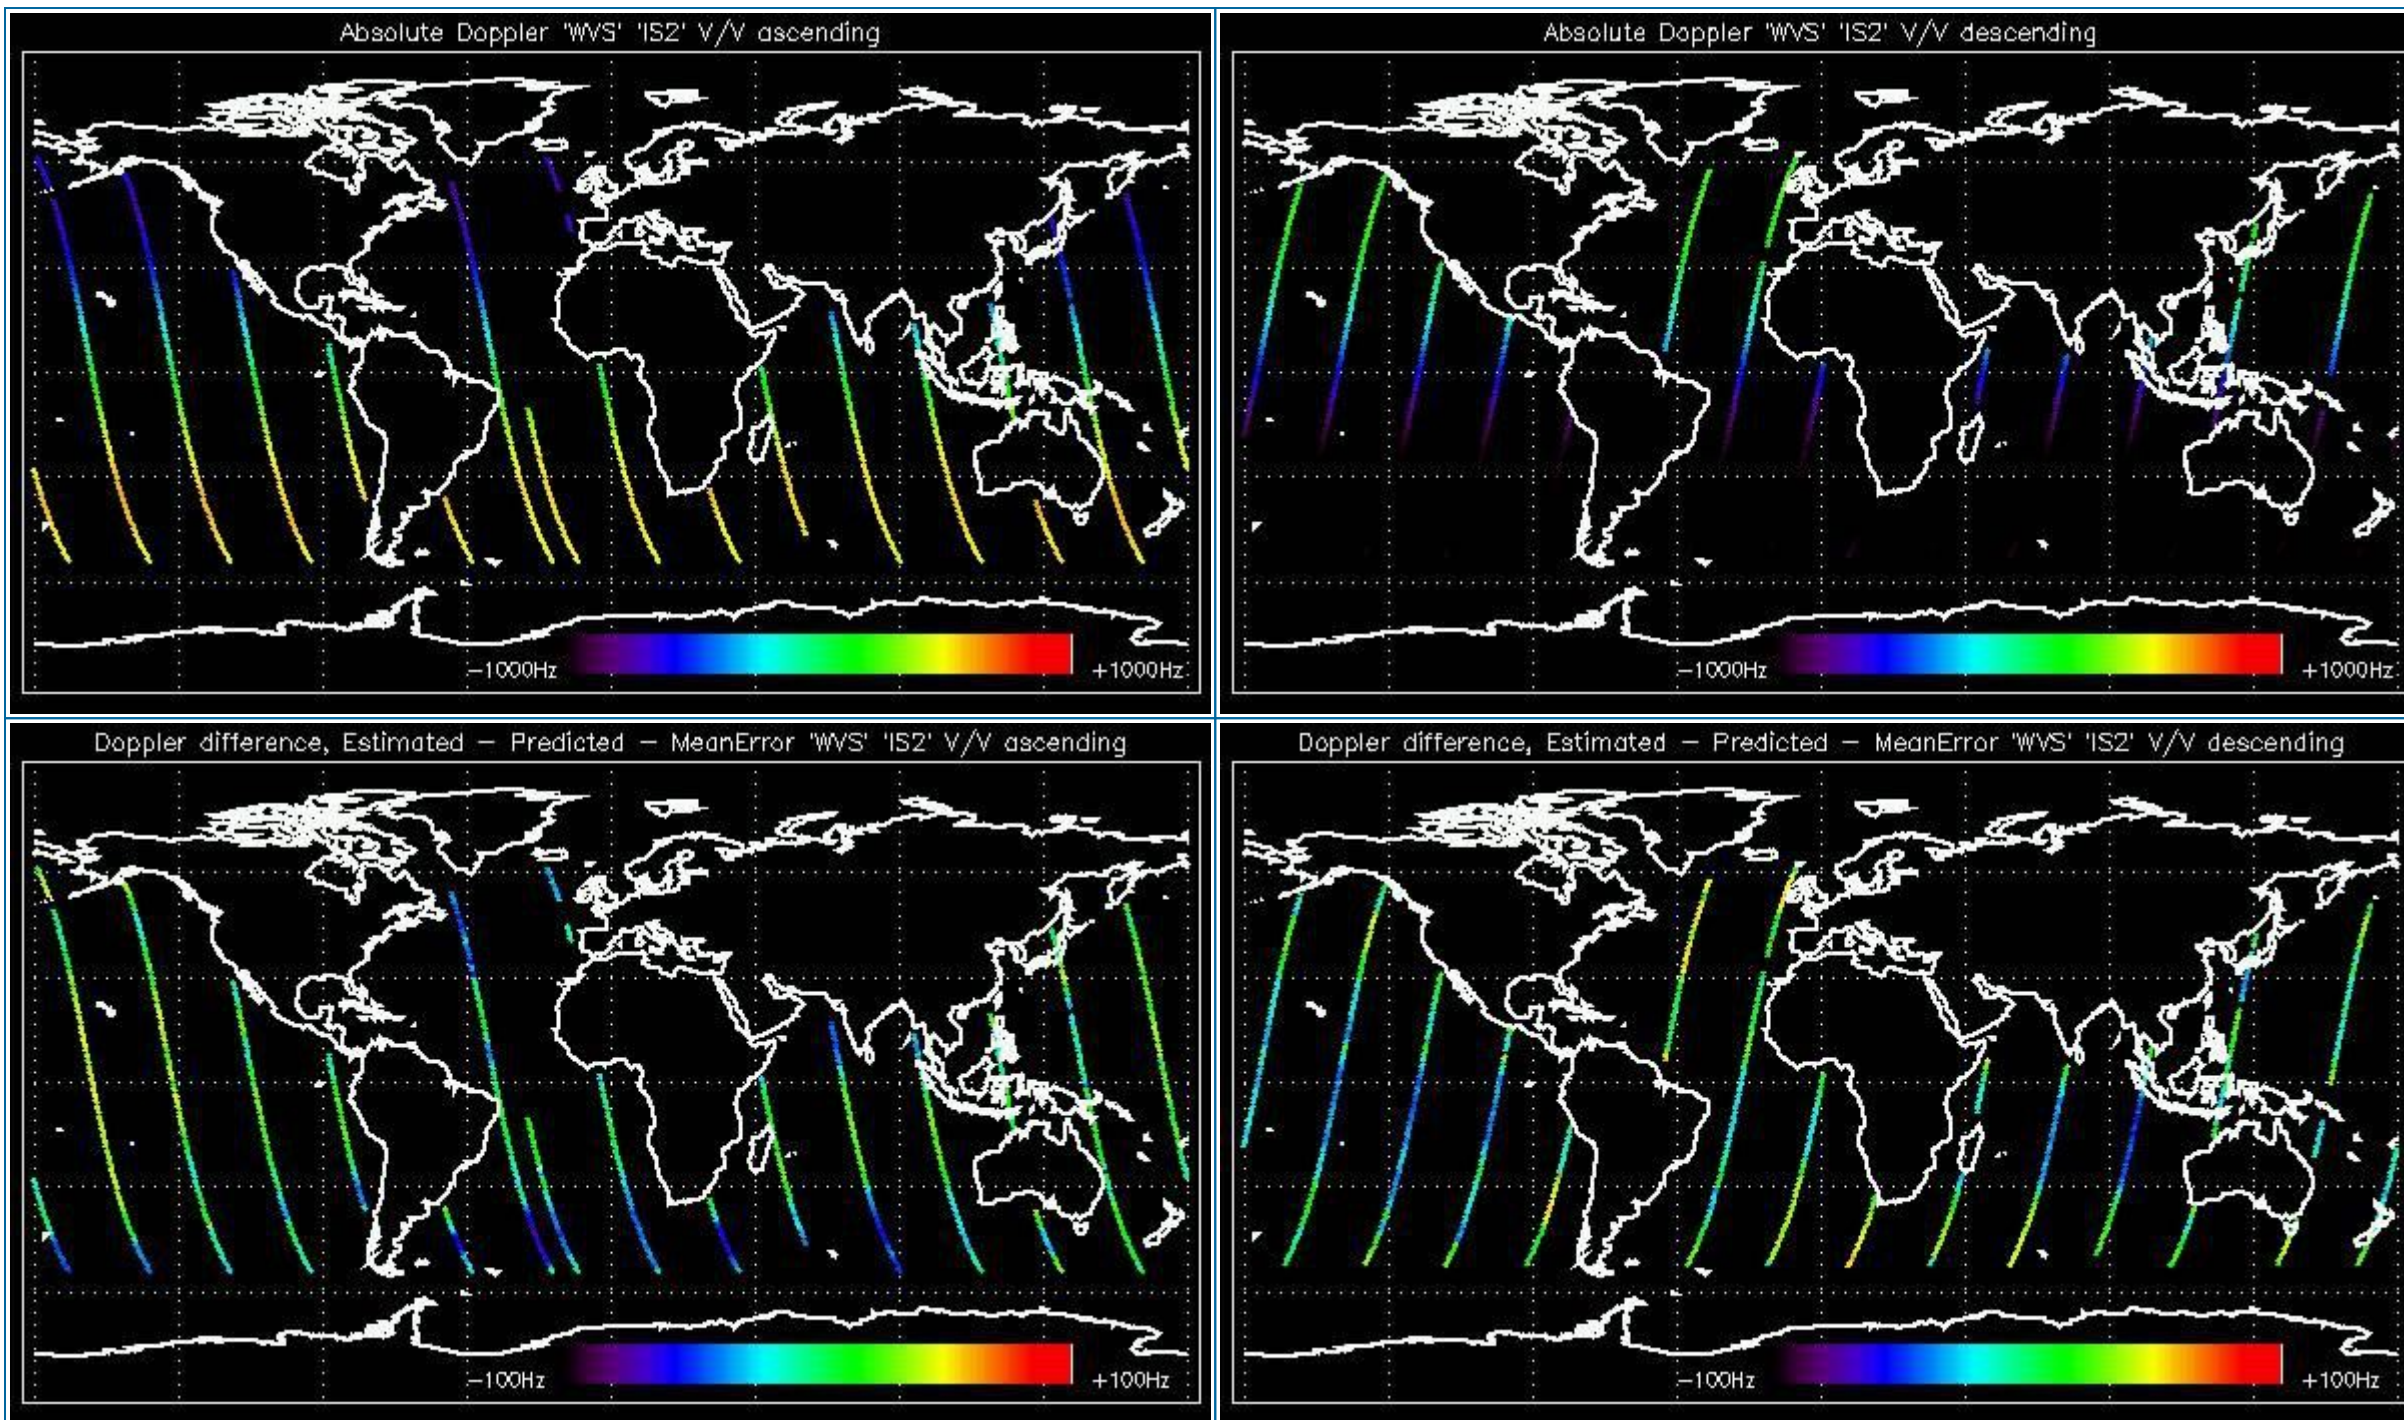 Absolute Doppler 'WVS' 'IS2' V/V ascending
-1000Hz
+1000Hz
Absolute Doppler 'WVS' 'IS2' V/V descending
-1000Hz
+1000Hz
Doppler difference, Estimated - Predicted - MeanError 'WVS' 'IS2' V/V ascending
-100Hz
+100Hz
Doppler difference, Estimated - Predicted - MeanError 'WVS' 'IS2' V/V descending
-100Hz
+100Hz